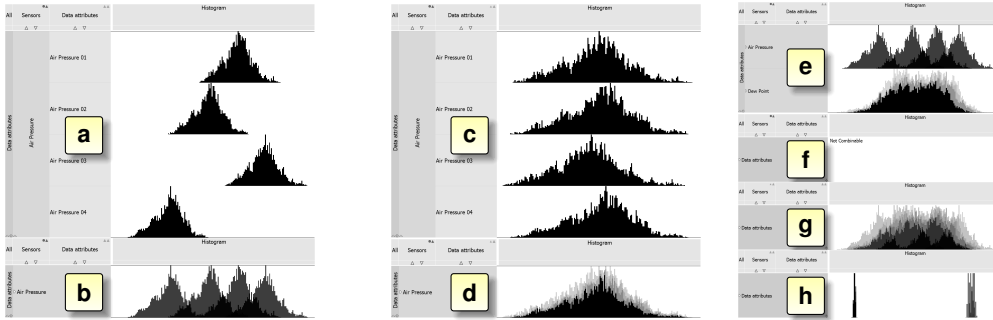 All Sensors Data attributes Histogram
Air Pressure 01
Air Pressure 02
Air Pressure 03
Air Pressure 04
Data attributes
Air Pressure
a
All Sensors Data attributes Histogram
Data attributes
Air Pressure
b
All Sensors Data attributes Histogram
Air Pressure 01
Air Pressure 02
Air Pressure 03
Air Pressure 04
Data attributes
Air Pressure
c
All Sensors Data attributes Histogram
Data attributes
Air Pressure
d
All Sensors Data attributes Histogram
Data attributes
Air Pressure
Dew Point
e
All Sensors Data attributes Histogram
Data attributes
Not Combinable
f
All Sensors Data attributes Histogram
Data attributes
g
All Sensors Data attributes Histogram
Data attributes
h